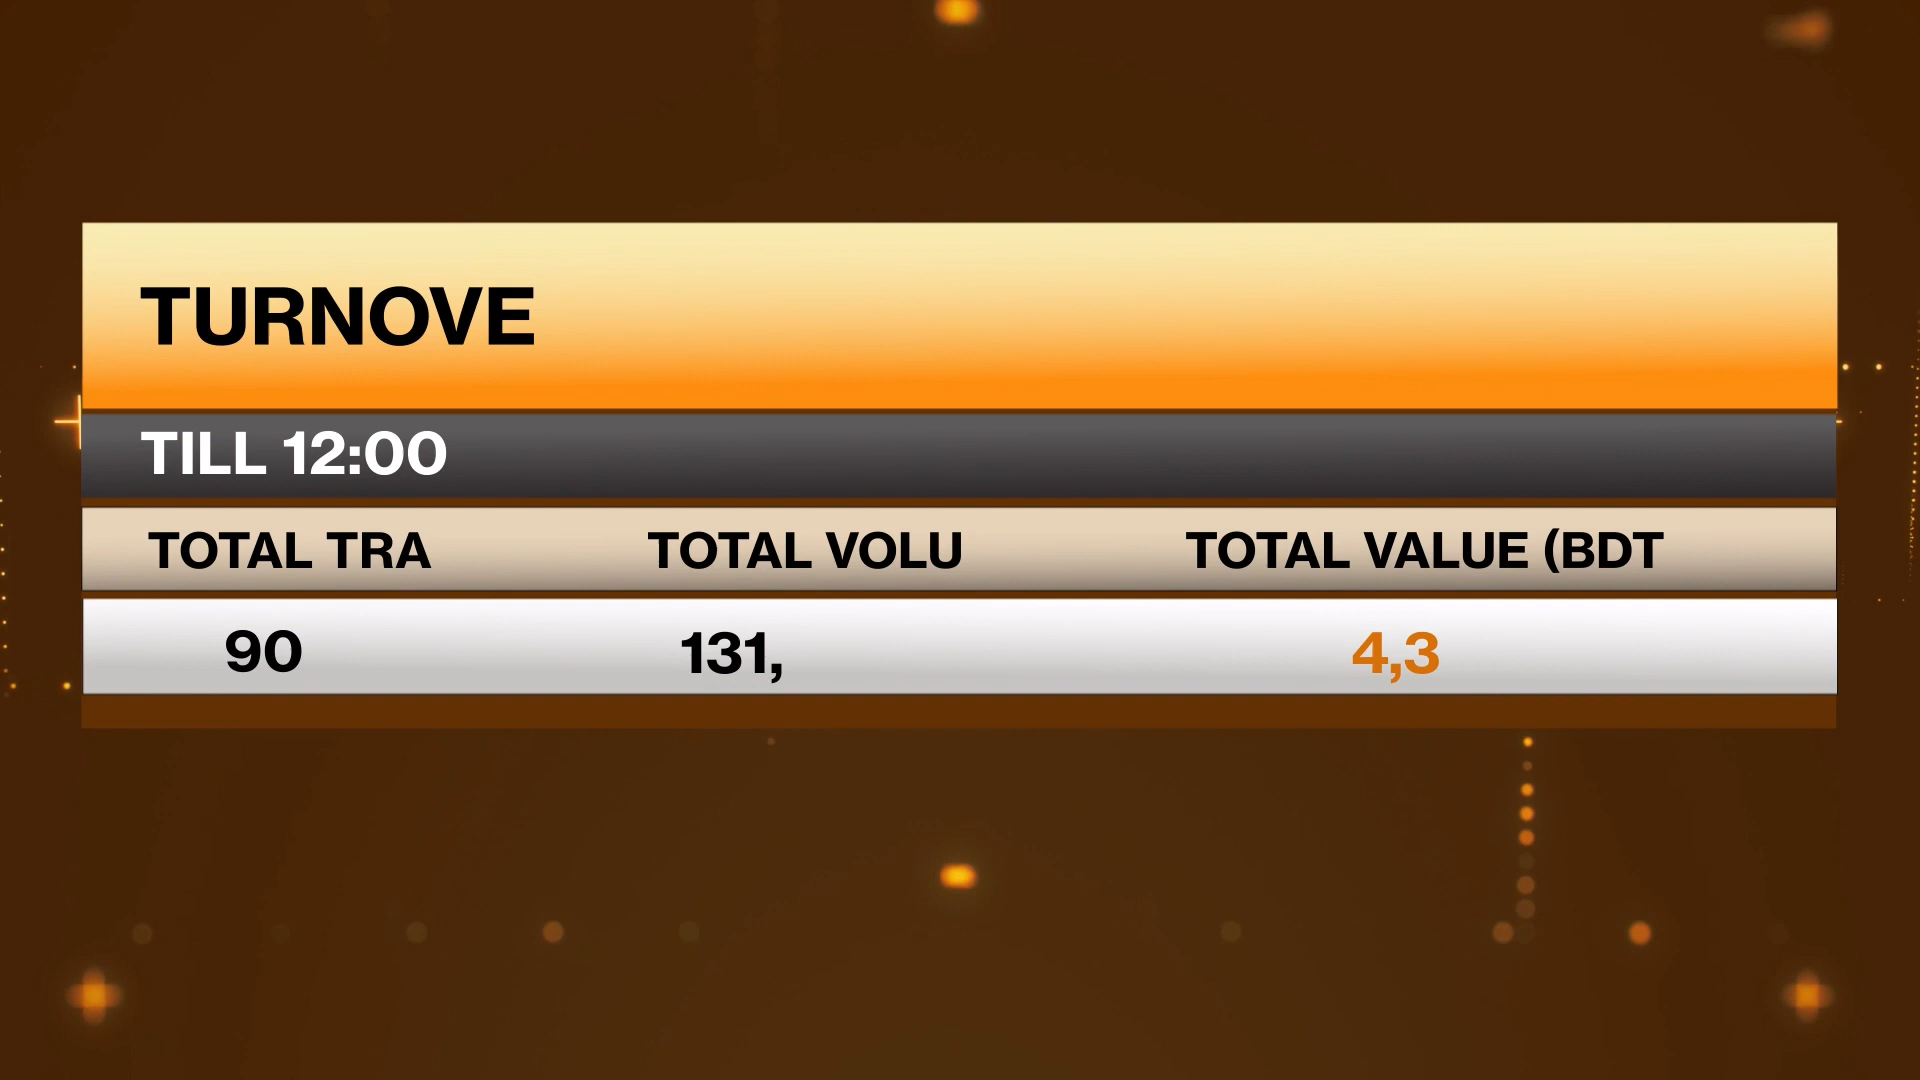 TURNOVE
TILL 12:00
TOTAL TRA TOTAL VOLU TOTAL VALUE (BDT
90 131, 4,3